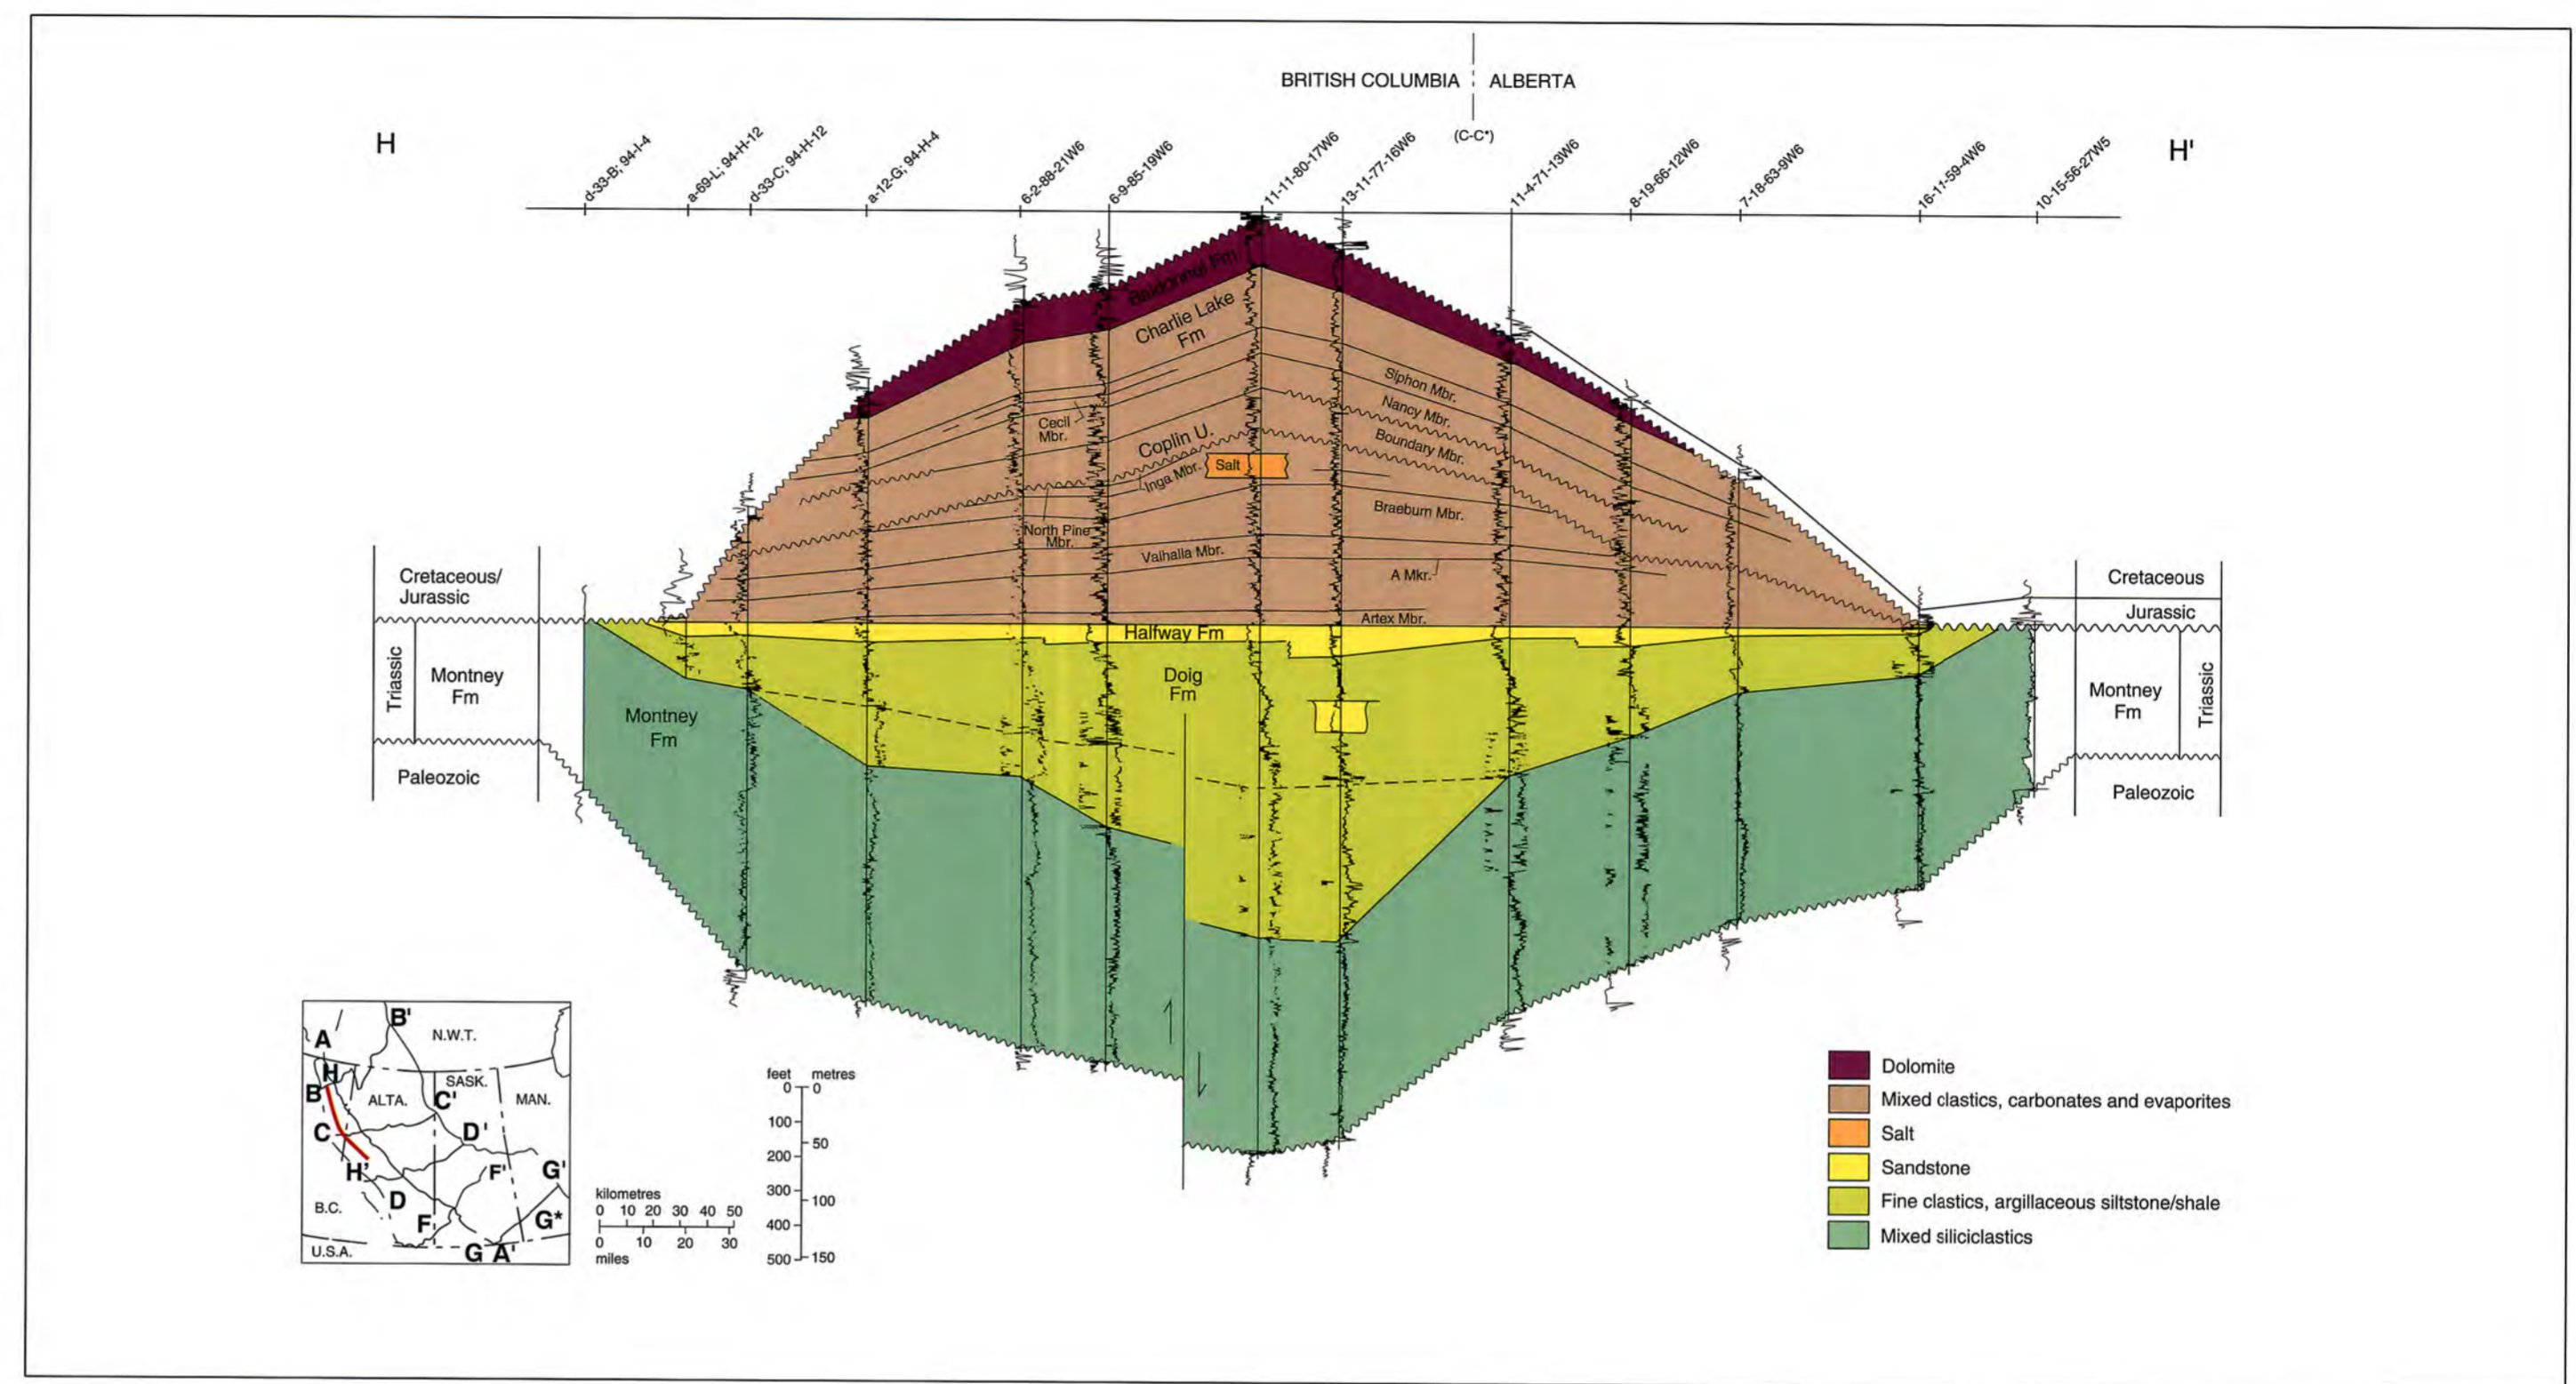 BRITISH COLUMBIA
ALBERTA
(C-C*)
H
H'
d-33-B; 94-I-4
a-69-L; 94-H-12
d-33-C; 94-H-12
a-12-G; 94-H-4
6-2-88-21W6
6-9-85-19W6
11-11-80-17W6
13-11-77-16W6
11-4-71-13W6
8-19-66-12W6
7-18-63-9W6
16-11-59-4W6
10-15-56-27W5
Baldonnel Fm
Charlie Lake
Fm
Siphon Mbr.
Nancy Mbr.
Cecil
Mbr.
Coplin U.
Boundary Mbr.
Inga Mbr.
Salt
North Pine
Mbr.
Braeburn Mbr.
Valhalla Mbr.
A Mkr.
Artex Mbr.
Halfway Fm
Doig
Fm
Montney
Fm
Cretaceous/
Jurassic
Triassic
Montney
Fm
Paleozoic
Cretaceous
Jurassic
Montney
Fm
Triassic
Paleozoic
A
B'
N.W.T.
H
B
ALTA.
SASK.
MAN.
C'
C
D'
H'
F'
G'
D
B.C.
F
G*
U.S.A.
G
A'
kilometres
0 10 20 30 40 50
0 10 20 30
miles
feet metres
0 0
100
50
200
300
100
400
500 150
Dolomite
Mixed clastics, carbonates and evaporites
Salt
Sandstone
Fine clastics, argillaceous siltstone/shale
Mixed siliciclastics